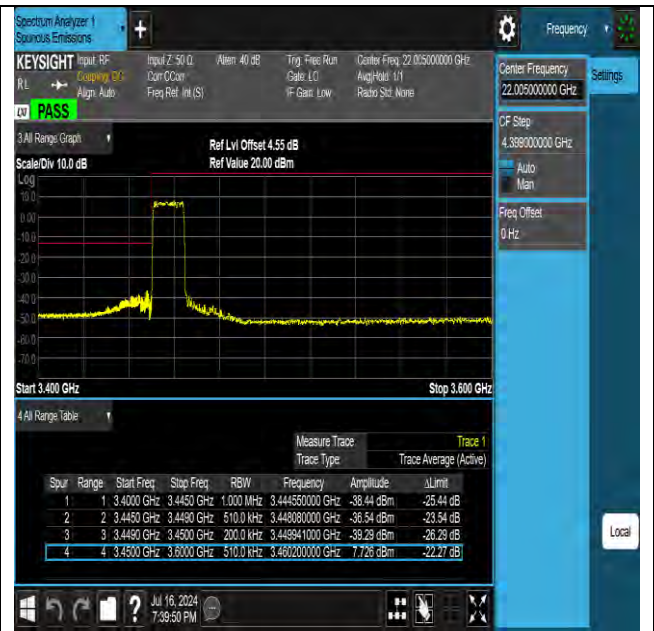 Spectrum Analyzer 1
Spurious Emissions
Frequency
KEYSIGHT Input: RF Input Z: 50 Ω Atten: 40 dB Trig: Free Run Center Freq: 22.005000000 GHz
RL Coupling: DC Corr CCorr Gate: LO Avg|Hold: 1/1
Align: Auto Freq Ref: Int (S) IF Gain: Low Radio Std: None
PASS
Center Frequency
22.005000000 GHz
Settings
CF Step
4.399000000 GHz
Auto
Man
Freq Offset
0 Hz
3 All Range Graph
Ref Lvl Offset 4.55 dB
Scale/Div 10.0 dB Ref Value 20.00 dBm
Log
10.0
0.00
-10.0
-20.0
-30.0
-40.0
-50.0
-60.0
-70.0
Start 3.400 GHz Stop 3.600 GHz
4 All Range Table
Measure Trace Trace 1
Trace Type Trace Average (Active)
Spur Range Start Freq Stop Freq RBW Frequency Amplitude ΔLimit
1 1 3.4000 GHz 3.4450 GHz 1.000 MHz 3.444550000 GHz -38.44 dBm -25.44 dB
2 2 3.4450 GHz 3.4490 GHz 510.0 kHz 3.448080000 GHz -36.54 dBm -23.54 dB
3 3 3.4490 GHz 3.4500 GHz 200.0 kHz 3.449941000 GHz -39.29 dBm -26.29 dB
4 4 3.4500 GHz 3.6000 GHz 510.0 kHz 3.460200000 GHz 7.726 dBm -22.27 dB
Local
? Jul 16, 2024
7:39:50 PM